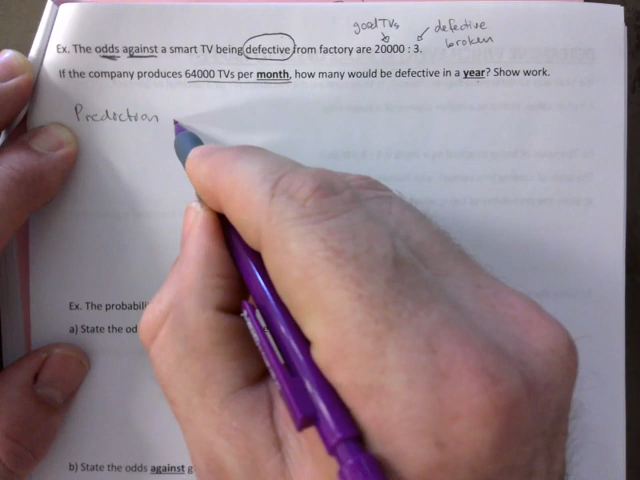 good TVs defective
broken
Ex. The odds against a smart TV being defective from factory are 20000 : 3.
If the company produces 64000 TVs per month, how many would be defective in a year? Show work.
Prediction
Ex. The probabili
a) State the od
b) State the odds against g